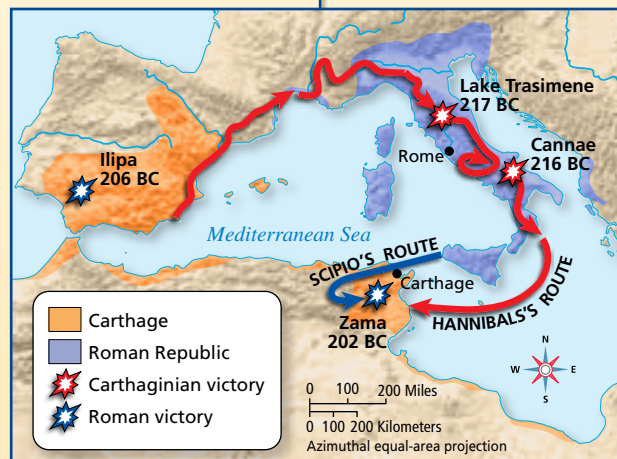 Lake Trasimene
217 BC
Cannae
216 BC
Ilipa
206 BC
Rome
Mediterranean Sea
SCIPIO'S ROUTE
Carthage
HANNIBALS'S ROUTE
Zama
202 BC
Carthage
Roman Republic
Carthaginian victory
Roman victory
N
W E
S
0 100 200 Miles
0 100 200 Kilometers
Azimuthal equal-area projection